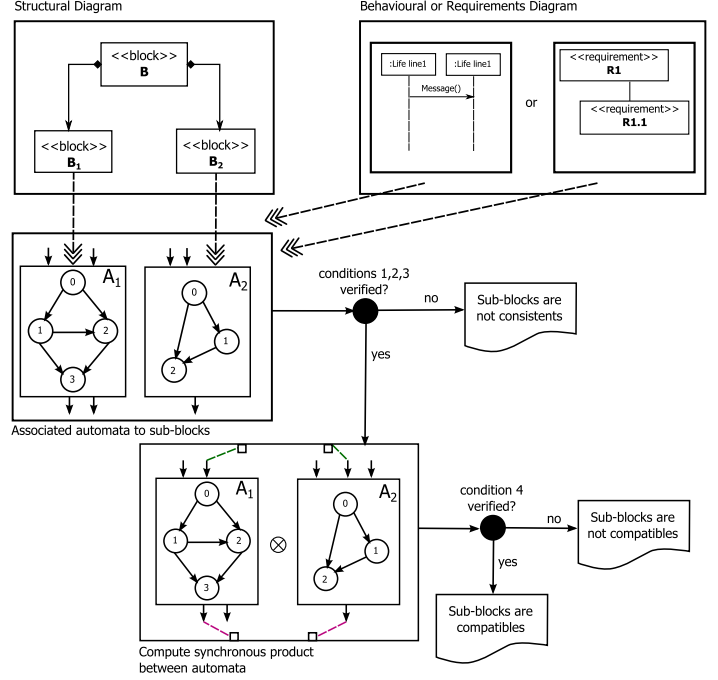 Structural Diagram
Behavioural or Requirements Diagram
<<block>>
B
<<block>>
B1
<<block>>
B2
:Life line1
:Life line1
Message()
or
<<requirement>>
R1
<<requirement>>
R1.1
A1
0
1
2
3
A2
0
1
2
Associated automata to sub-blocks
conditions 1,2,3
verified?
no
Sub-blocks are
not consistents
yes
A1
0
1
2
3
A2
0
1
2
Compute synchronous product
between automata
condition 4
verified?
no
Sub-blocks are
not compatibles
yes
Sub-blocks are
compatibles